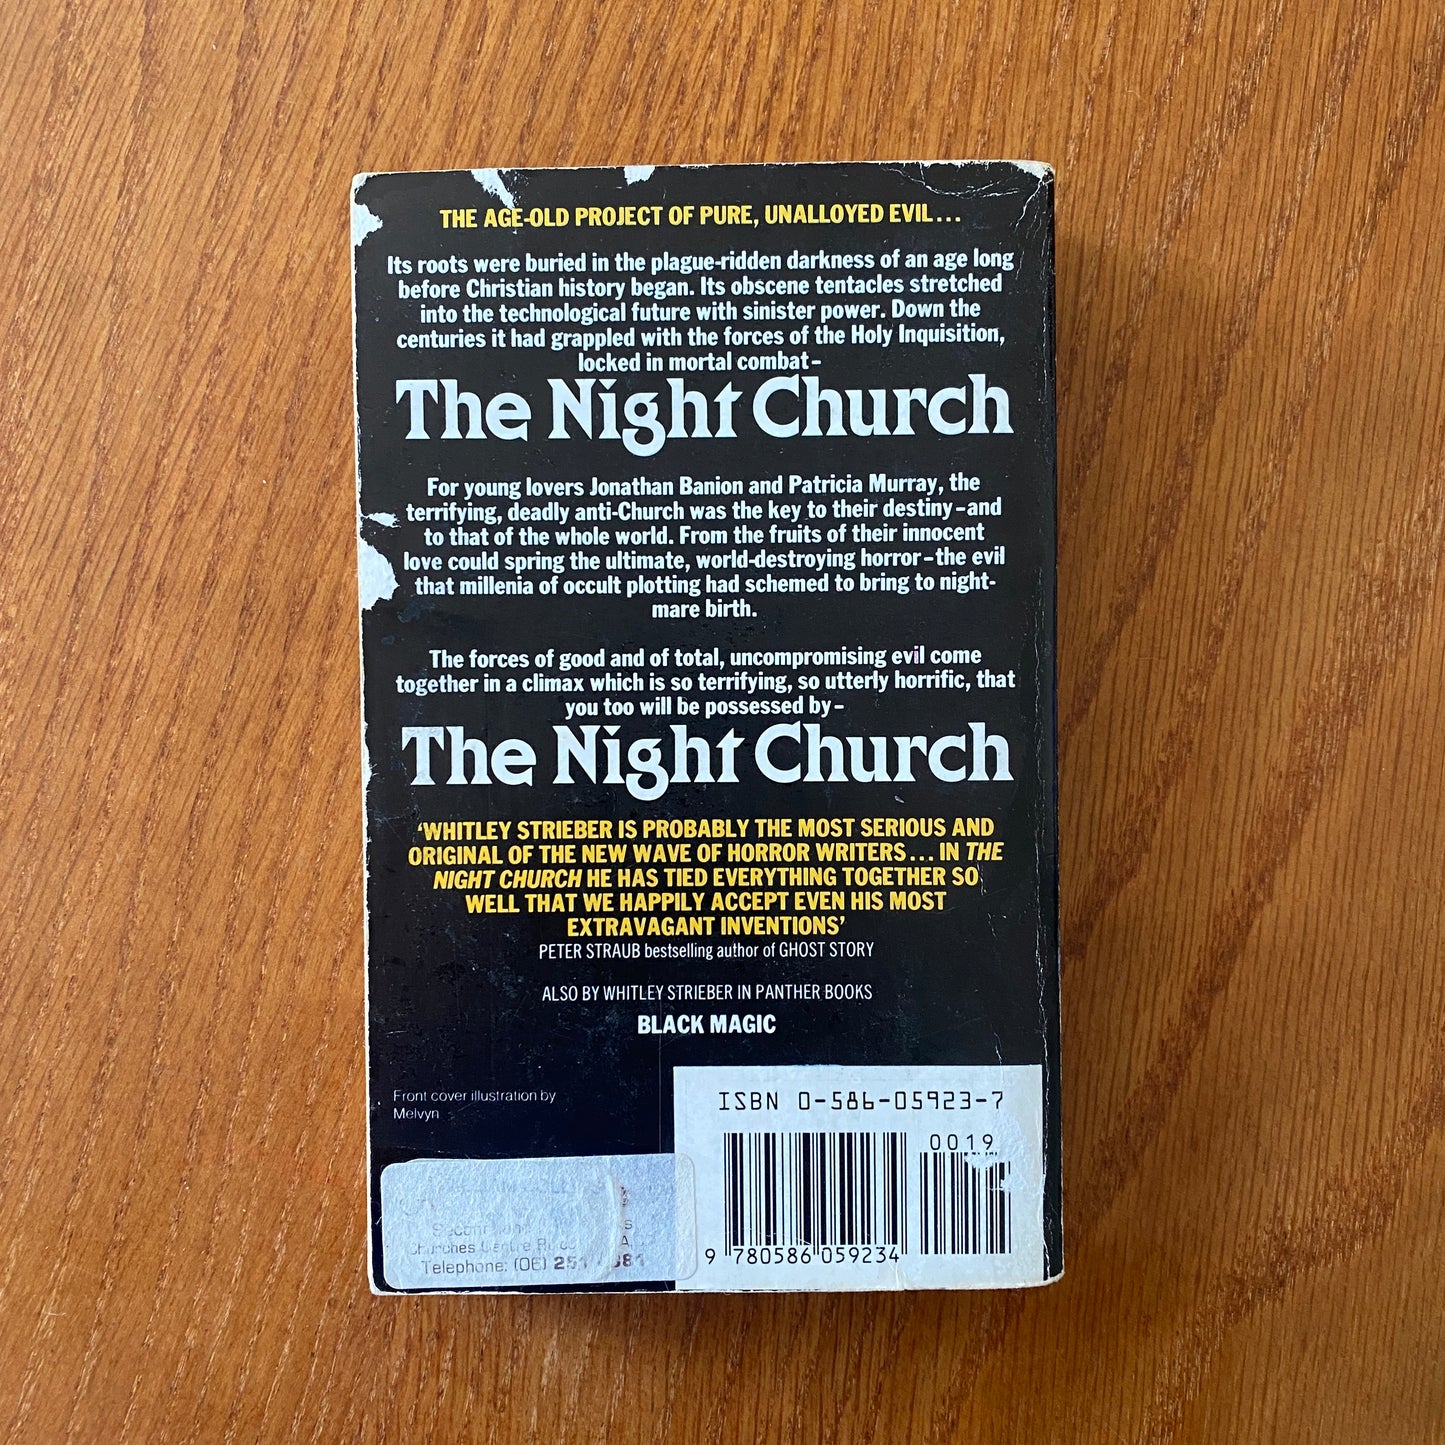 THE AGE-OLD PROJECT OF PURE, UNALLOYED EVIL...
Its roots were buried in the plague-ridden darkness of an age long
before Christian history began. Its obscene tentacles stretched
into the technological future with sinister power. Down the
centuries it had grappled with the forces of the Holy Inquisition,
locked in mortal combat–
The Night Church
For young lovers Jonathan Banion and Patricia Murray, the
terrifying, deadly anti-Church was the key to their destiny–and
to that of the whole world. From the fruits of their innocent
love could spring the ultimate, world-destroying horror–the evil
that millenia of occult plotting had schemed to bring to night-
mare birth.
The forces of good and of total, uncompromising evil come
together in a climax which is so terrifying, so utterly horrific, that
you too will be possessed by–
The Night Church
‘WHITLEY STRIEBER IS PROBABLY THE MOST SERIOUS AND
ORIGINAL OF THE NEW WAVE OF HORROR WRITERS... IN THE
NIGHT CHURCH HE HAS TIED EVERYTHING TOGETHER SO
WELL THAT WE HAPPILY ACCEPT EVEN HIS MOST
EXTRAVAGANT INVENTIONS’
PETER STRAUB bestselling author of GHOST STORY
ALSO BY WHITLEY STRIEBER IN PANTHER BOOKS
BLACK MAGIC
Front cover illustration by
Melvyn
ISBN 0-586-05923-7
0019
9 780586 059234
Churches Centre
Telephone: (06)